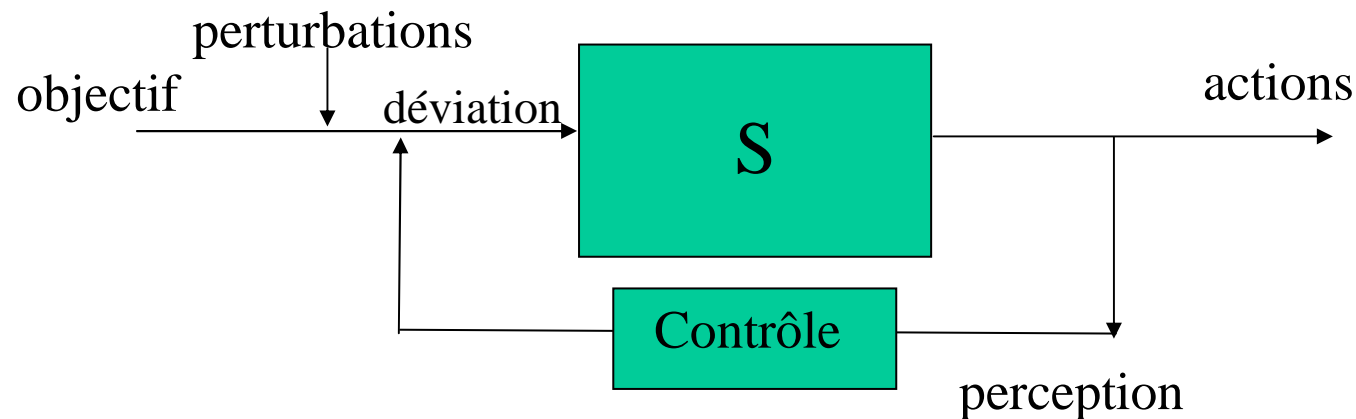 perturbations
objectif
déviation
S
actions
Contrôle
perception